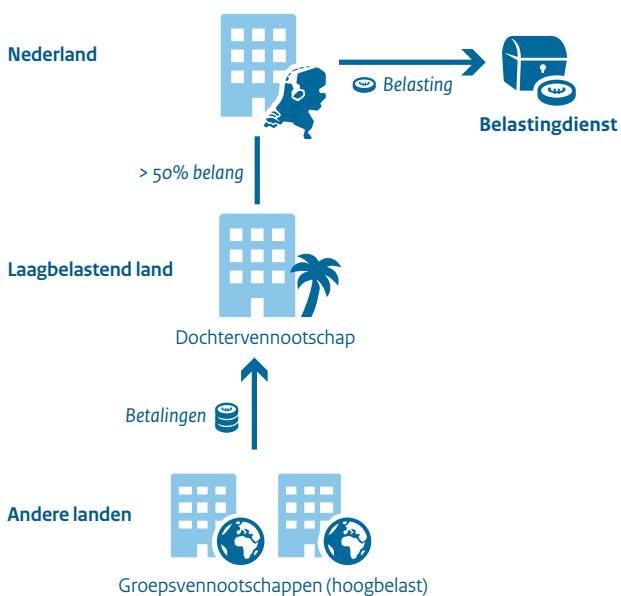 Nederland
Belasting
Belastingdienst
> 50% belang
Laagbelastend land
Dochtervennootschap
Betalingen
Andere landen
Groepsvennootschappen (hoogbelast)